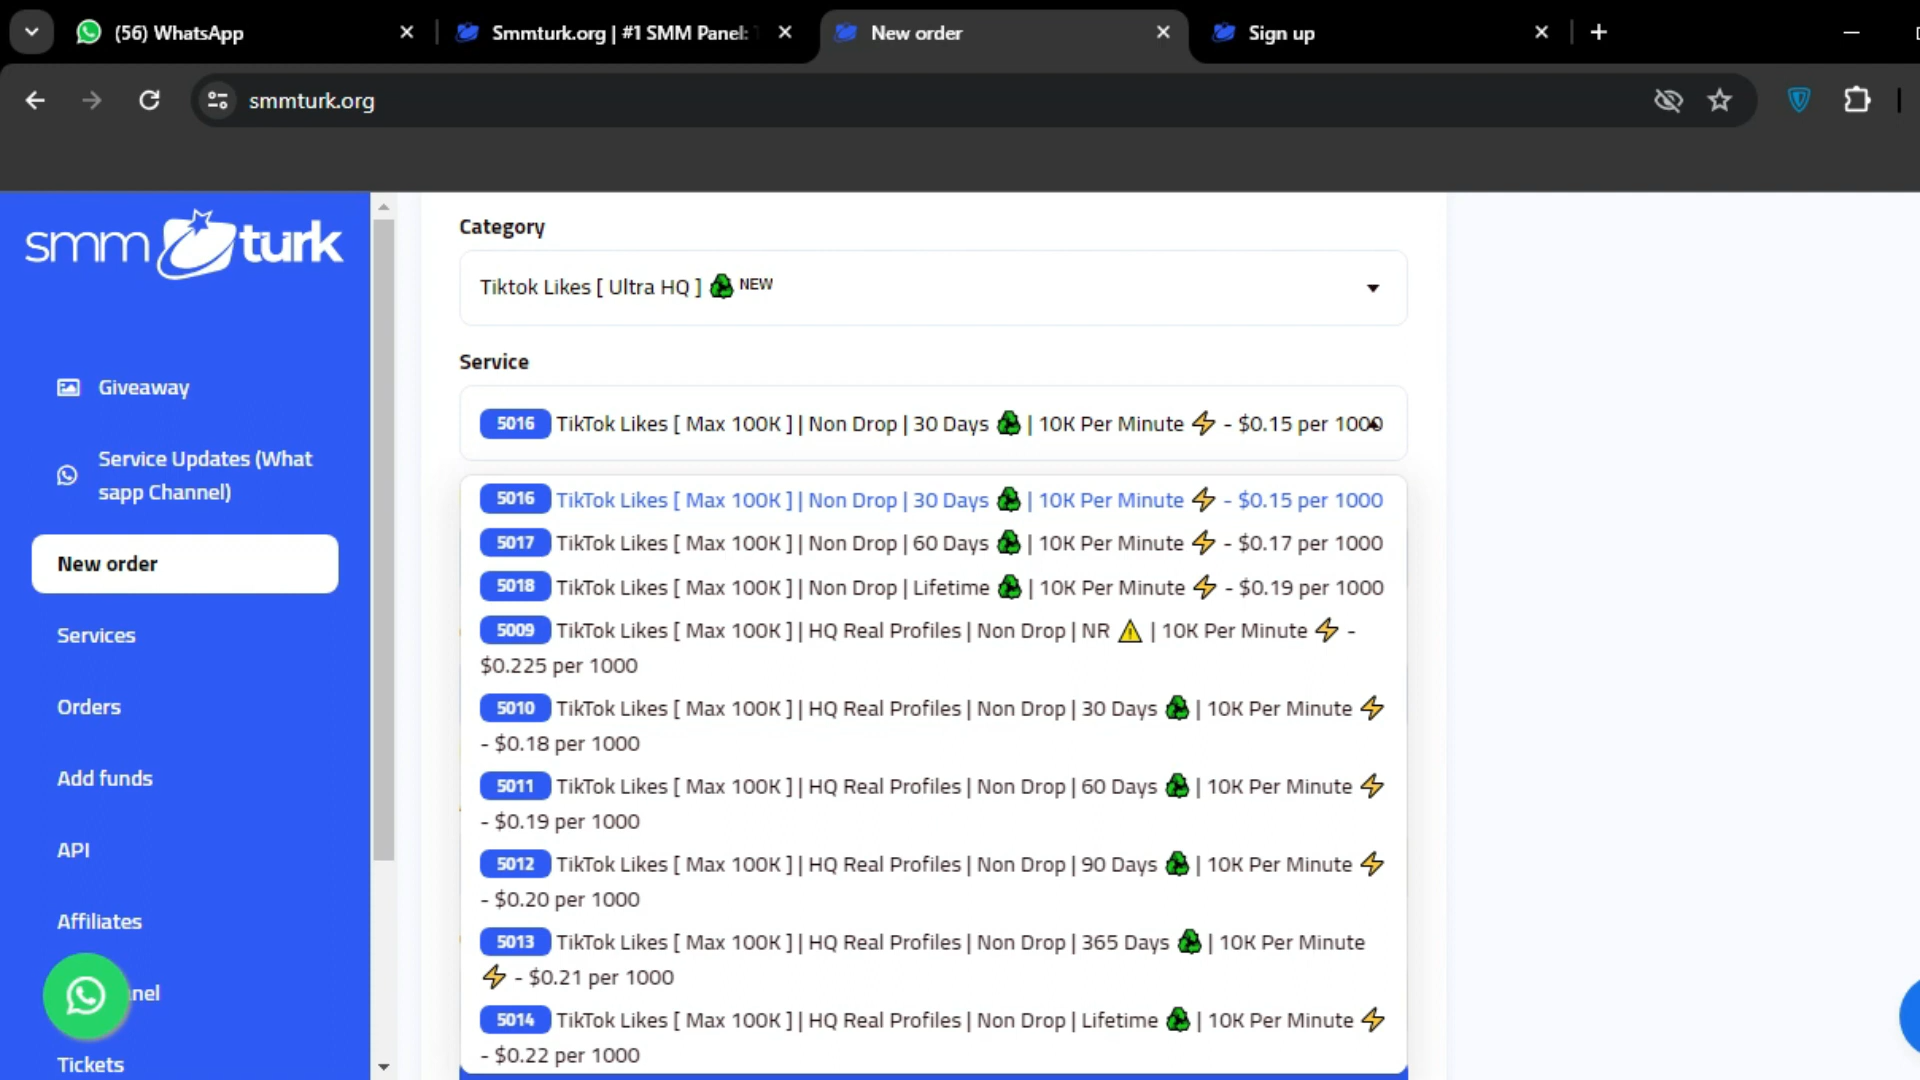 (56) WhatsApp
Smmturk.org | #1 SMM Panel:
New order
Sign up
smmturk.org
smm turk
Giveaway
Service Updates (What
sapp Channel)
New order
Services
Orders
Add funds
API
Affiliates
nel
Tickets
Category
Tiktok Likes [ Ultra HQ ] ♻ NEW
Service
5016 TikTok Likes [ Max 100K ] | Non Drop | 30 Days ♻ | 10K Per Minute ⚡ - $0.15 per 1000
5016 TikTok Likes [ Max 100K ] | Non Drop | 30 Days ♻ | 10K Per Minute ⚡ - $0.15 per 1000
5017 TikTok Likes [ Max 100K ] | Non Drop | 60 Days ♻ | 10K Per Minute ⚡ - $0.17 per 1000
5018 TikTok Likes [ Max 100K ] | Non Drop | Lifetime ♻ | 10K Per Minute ⚡ - $0.19 per 1000
5009 TikTok Likes [ Max 100K ] | HQ Real Profiles | Non Drop | NR ⚠ | 10K Per Minute ⚡ -
$0.225 per 1000
5010 TikTok Likes [ Max 100K ] | HQ Real Profiles | Non Drop | 30 Days ♻ | 10K Per Minute ⚡
- $0.18 per 1000
5011 TikTok Likes [ Max 100K ] | HQ Real Profiles | Non Drop | 60 Days ♻ | 10K Per Minute ⚡
- $0.19 per 1000
5012 TikTok Likes [ Max 100K ] | HQ Real Profiles | Non Drop | 90 Days ♻ | 10K Per Minute ⚡
- $0.20 per 1000
5013 TikTok Likes [ Max 100K ] | HQ Real Profiles | Non Drop | 365 Days ♻ | 10K Per Minute
⚡ - $0.21 per 1000
5014 TikTok Likes [ Max 100K ] | HQ Real Profiles | Non Drop | Lifetime ♻ | 10K Per Minute ⚡
- $0.22 per 1000